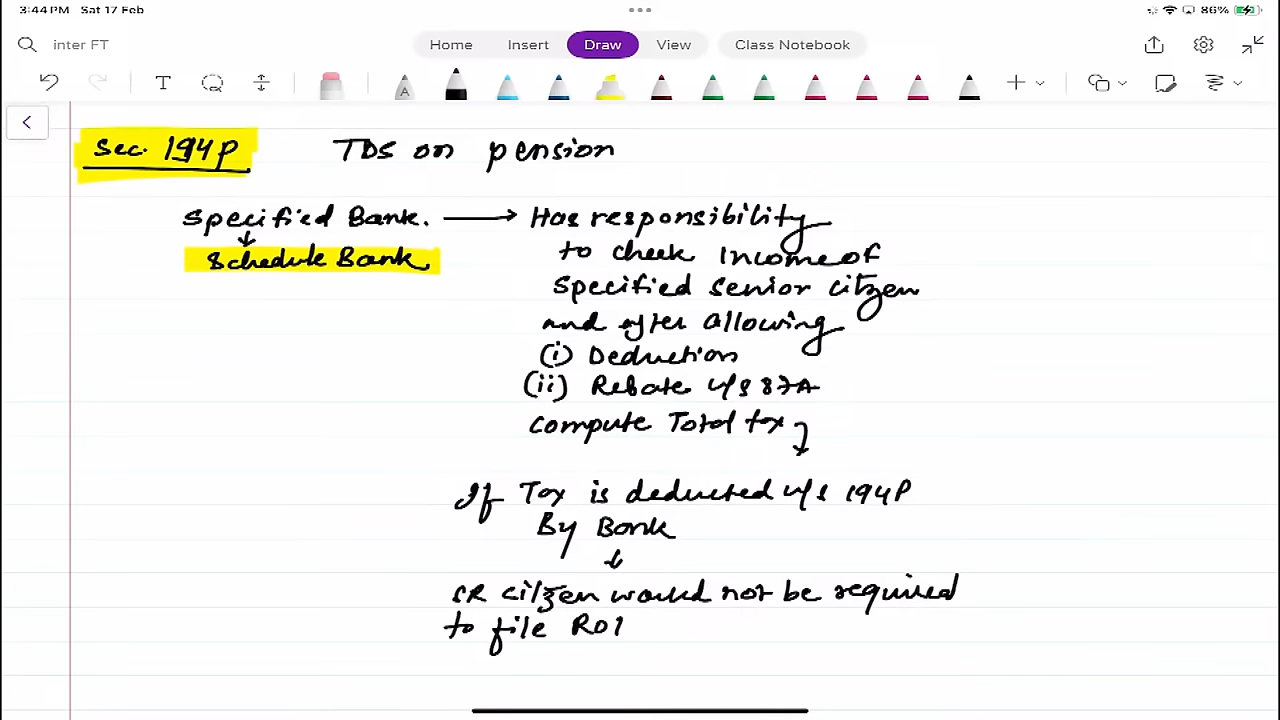 3:44PM Sat 17 Feb
86%
inter FT
Home Insert Draw View Class Notebook
T
A
Sec. 194P TDS on pension
Specified Bank. → Has responsibility
↓
Schedule Bank
to check Income of
Specified senior citizen
and after allowing
(i) Deduction
(ii) Rebate u/s 87A
compute Total tax
If Tax is deducted u/s 194P
By Bank
↓
SR citizen would not be required
to file ROI